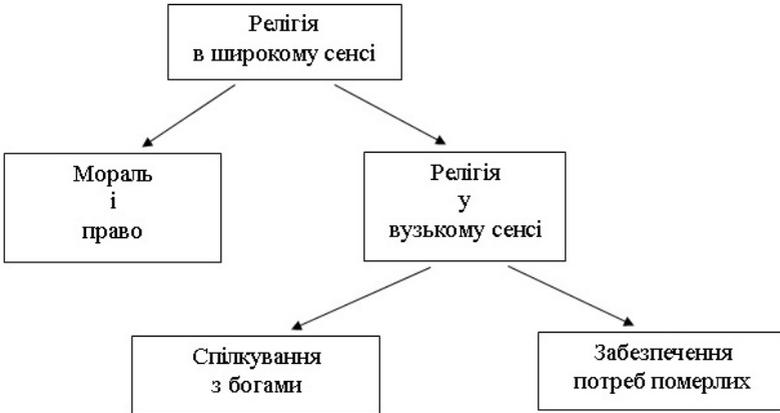 Релігія
в широкому сенсі
Мораль
і
право
Релігія
у
вузькому сенсі
Спілкування
з богами
Забезпечення
потреб померлих